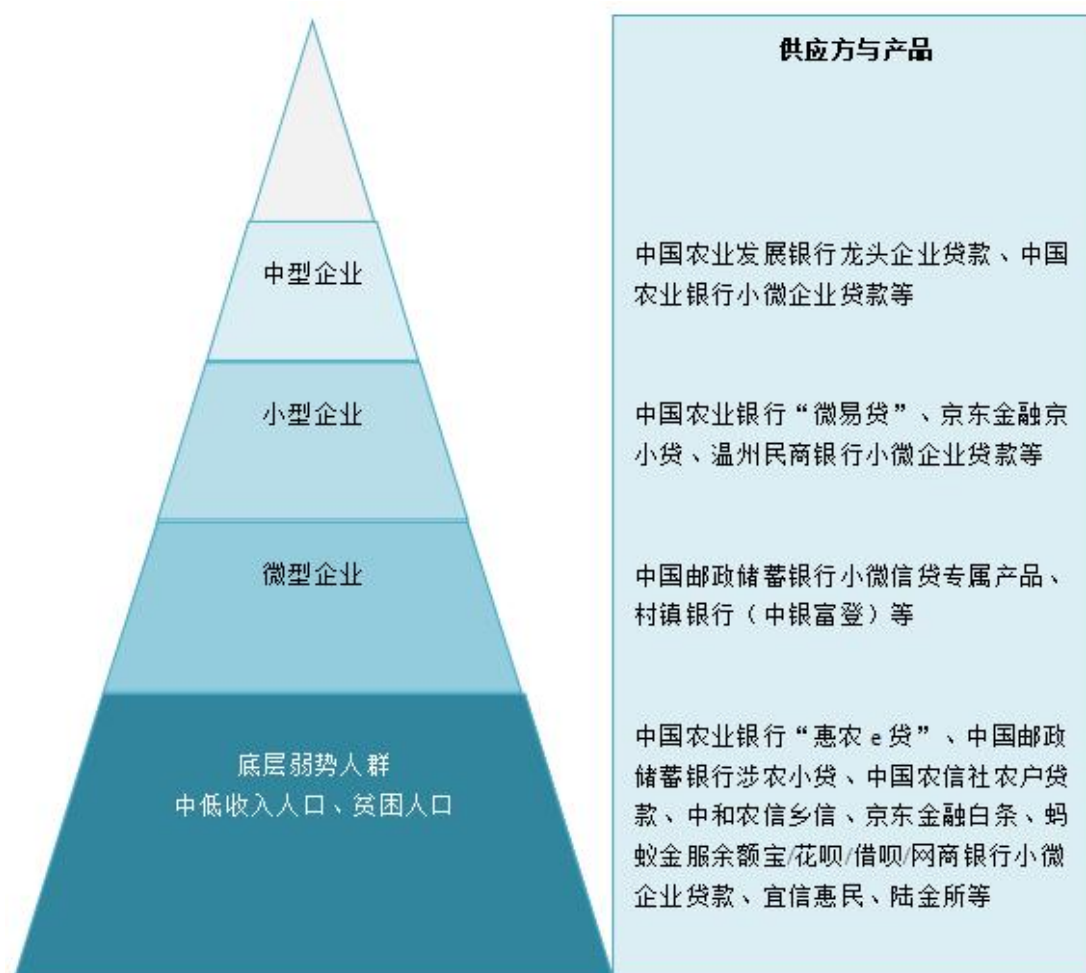 供应方与产品
中型企业
中国农业发展银行龙头企业贷款、中国
农业银行小微企业贷款等
小型企业
中国农业银行“微易贷”、京东金融京
小贷、温州民商银行小微企业贷款等
微型企业
中国邮政储蓄银行小微信贷专属产品、
村镇银行（中银富登）等
底层弱势人群
中低收入人口、贫困人口
中国农业银行“惠农 e 贷”、中国邮政
储蓄银行涉农小贷、中国农信社农户贷
款、中和农信乡信、京东金融白条、蚂
蚁金服余额宝/花呗/借呗/网商银行小微
企业贷款、宜信惠民、陆金所等